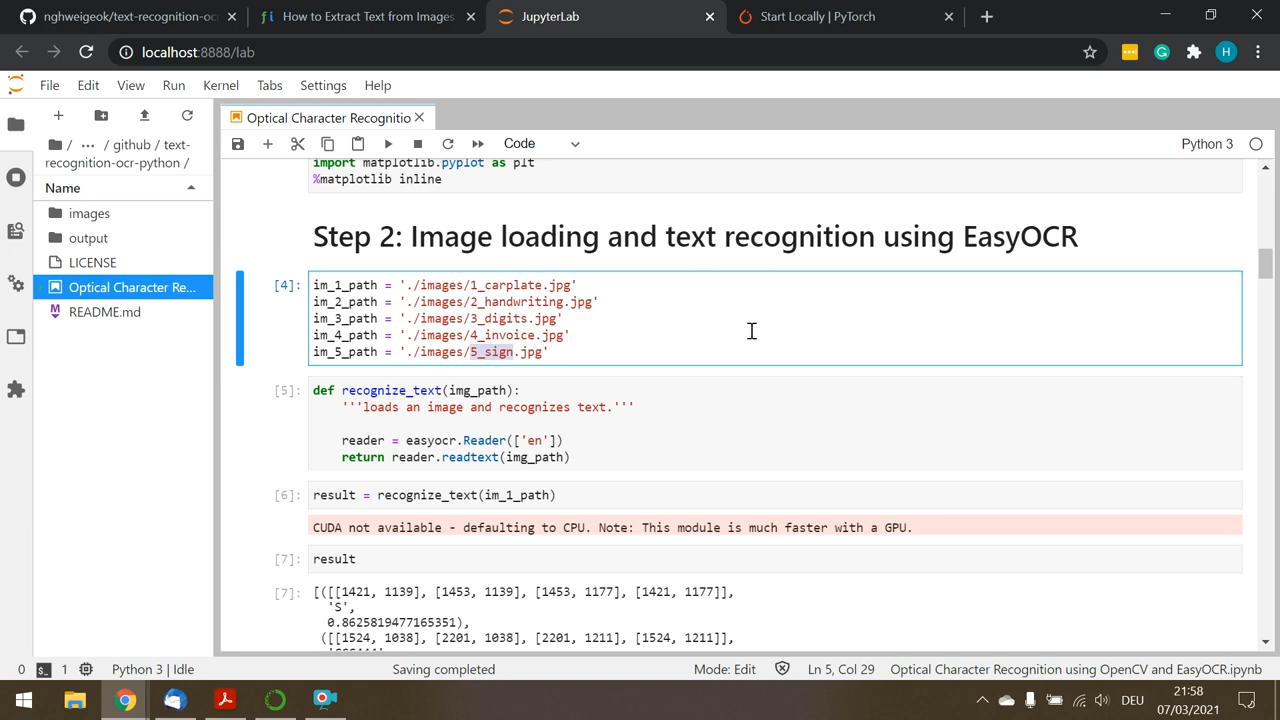 nghweigeok/text-recognition-oc
How to Extract Text from Images
JupyterLab
Start Locally | PyTorch
localhost:8888/lab
H
File Edit View Run Kernel Tabs Settings Help
Optical Character Recognitio
/ ... / github / text-
recognition-ocr-python /
Code
Python 3
Name
images
output
LICENSE
Optical Character Re...
README.md
import matplotlib.pyplot as plt
%matplotlib inline
Step 2: Image loading and text recognition using EasyOCR
[4]: im_1_path = './images/1_carplate.jpg'
im_2_path = './images/2_handwriting.jpg'
im_3_path = './images/3_digits.jpg'
im_4_path = './images/4_invoice.jpg'
im_5_path = './images/5_sign.jpg'
[5]: def recognize_text(img_path):
'''loads an image and recognizes text.'''
reader = easyocr.Reader(['en'])
return reader.readtext(img_path)
[6]: result = recognize_text(im_1_path)
CUDA not available - defaulting to CPU. Note: This module is much faster with a GPU.
[7]: result
[7]: [([[1421, 1139], [1453, 1139], [1453, 1177], [1421, 1177]],
'S',
0.8625819477165351),
([[1524, 1038], [2201, 1038], [2201, 1211], [1524, 1211]],
0 1 Python 3 | Idle Saving completed Mode: Edit Ln 5, Col 29 Optical Character Recognition using OpenCV and EasyOCR.ipynb
DEU
21:58
07/03/2021